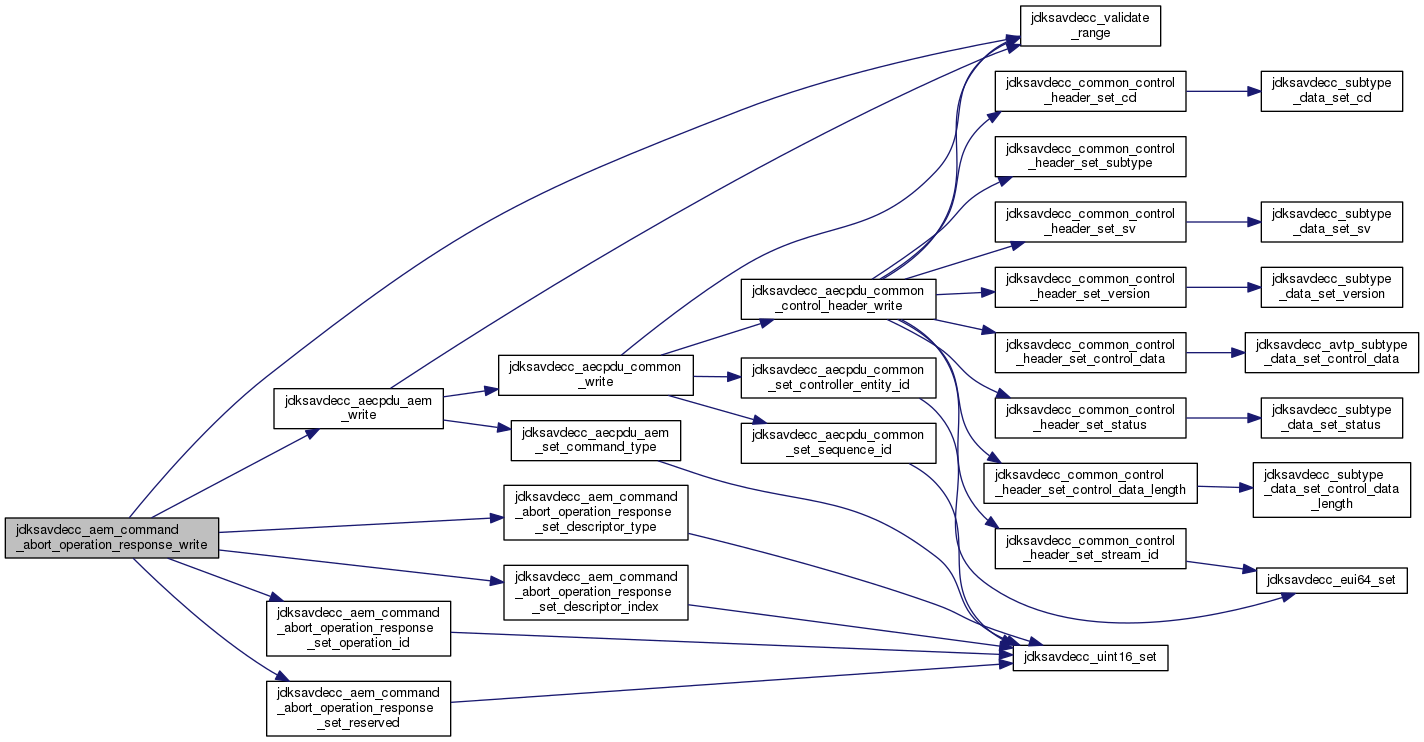 jdksavdecc_aem_command
_abort_operation_response_write
jdksavdecc_aecpdu_aem
_write
jdksavdecc_aem_command
_abort_operation_response
_set_operation_id
jdksavdecc_aem_command
_abort_operation_response
_set_reserved
jdksavdecc_aecpdu_common
_write
jdksavdecc_aecpdu_aem
_set_command_type
jdksavdecc_aem_command
_abort_operation_response
_set_descriptor_type
jdksavdecc_aem_command
_abort_operation_response
_set_descriptor_index
jdksavdecc_aecpdu_common
_control_header_write
jdksavdecc_aecpdu_common
_set_controller_entity_id
jdksavdecc_aecpdu_common
_set_sequence_id
jdksavdecc_validate
_range
jdksavdecc_common_control
_header_set_cd
jdksavdecc_common_control
_header_set_subtype
jdksavdecc_common_control
_header_set_sv
jdksavdecc_common_control
_header_set_version
jdksavdecc_common_control
_header_set_control_data
jdksavdecc_common_control
_header_set_status
jdksavdecc_common_control
_header_set_control_data_length
jdksavdecc_common_control
_header_set_stream_id
jdksavdecc_uint16_set
jdksavdecc_subtype
_data_set_cd
jdksavdecc_subtype
_data_set_sv
jdksavdecc_subtype
_data_set_version
jdksavdecc_avtp_subtype
_data_set_control_data
jdksavdecc_subtype
_data_set_status
jdksavdecc_subtype
_data_set_control_data
_length
jdksavdecc_eui64_set